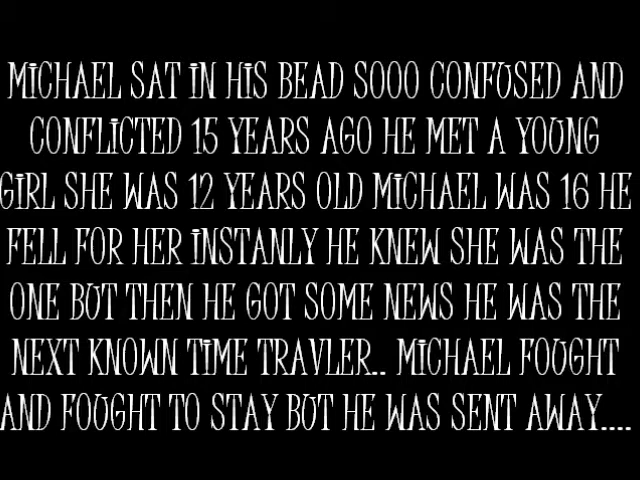 MICHAEL SAT IN HIS BEAD SOOO CONFUSED AND
CONFLICTED 15 YEARS AGO HE MET A YOUNG
GIRL SHE WAS 12 YEARS OLD MICHAEL WAS 16 HE
FELL FOR HER INSTANLY HE KNEW SHE WAS THE
ONE BUT THEN HE GOT SOME NEWS HE WAS THE
NEXT KNOWN TIME TRAVLER.. MICHAEL FOUGHT
AND FOUGHT TO STAY BUT HE WAS SENT AWAY....